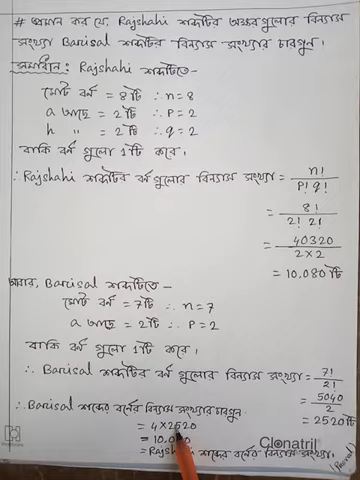 # প্রমাণ কর যে, Rajshahi শব্দটির অক্ষরগুলোর বিন্যাস
সংখ্যা Barisal শব্দটির বিন্যাস সংখ্যার চারগুন।
সমাধান: Rajshahi শব্দটিতে-
মোট বর্ণ = ৪টি ∴ n = 8
a আছে = 2টি ∴ P = 2
h " = 2টি ∴ q = 2
বাকি বর্ণ গুলো 1টি করে।
∴ Rajshahi শব্দটির বর্ণ গুলোর বিন্যাস সংখ্যা = n! / P! q!
= 8! / 2! 2!
= 40320 / 2 × 2
= 10,080টি
আবার, Barisal শব্দটিতে-
মোট বর্ণ = 7টি ∴ n = 7
a আছে = 2টি ∴ P = 2
বাকি বর্ণ গুলো 1টি করে।
∴ Barisal শব্দটির বর্ণ গুলোর বিন্যাস সংখ্যা = 7! / 2!
= 5040 / 2
= 2520টি
∴ Barisal শব্দের বর্ণের বিন্যাস সংখ্যার চারগুন
= 4 × 2520
= 10,080
= Rajshahi শব্দের বর্ণের বিন্যাস সংখ্যা।
(Proved)
Clonatril